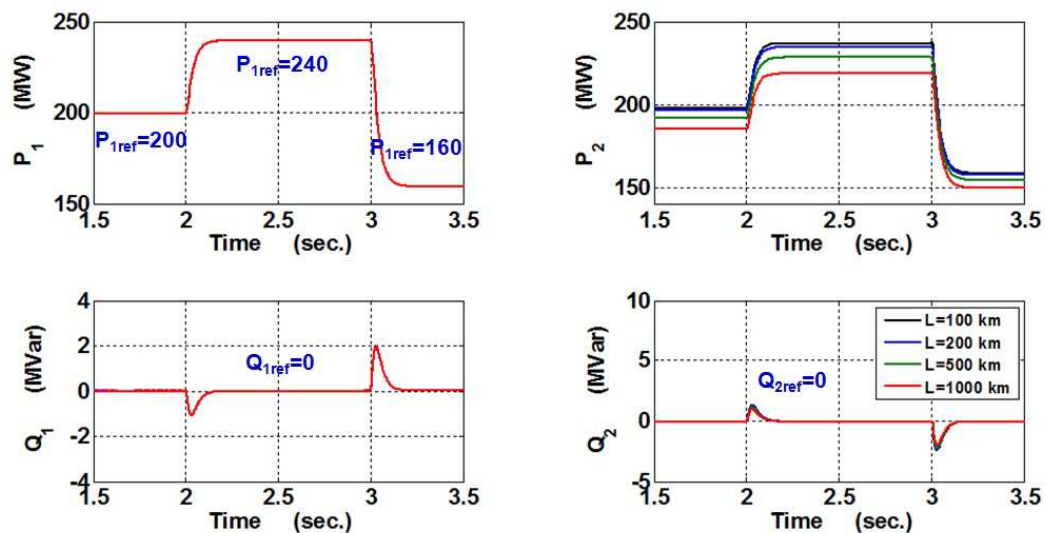 250
200
150
P1 (MW)
P1ref=240
P1ref=200
P1ref=160
1.5 2 2.5 3 3.5
Time (sec.)
250
200
150
P2 (MW)
1.5 2 2.5 3 3.5
Time (sec.)
4
2
0
-2
-4
Q1 (MVar)
Q1ref=0
1.5 2 2.5 3 3.5
Time (sec.)
10
5
0
-5
Q2 (MVar)
L=100 km
L=200 km
L=500 km
L=1000 km
Q2ref=0
1.5 2 2.5 3 3.5
Time (sec.)